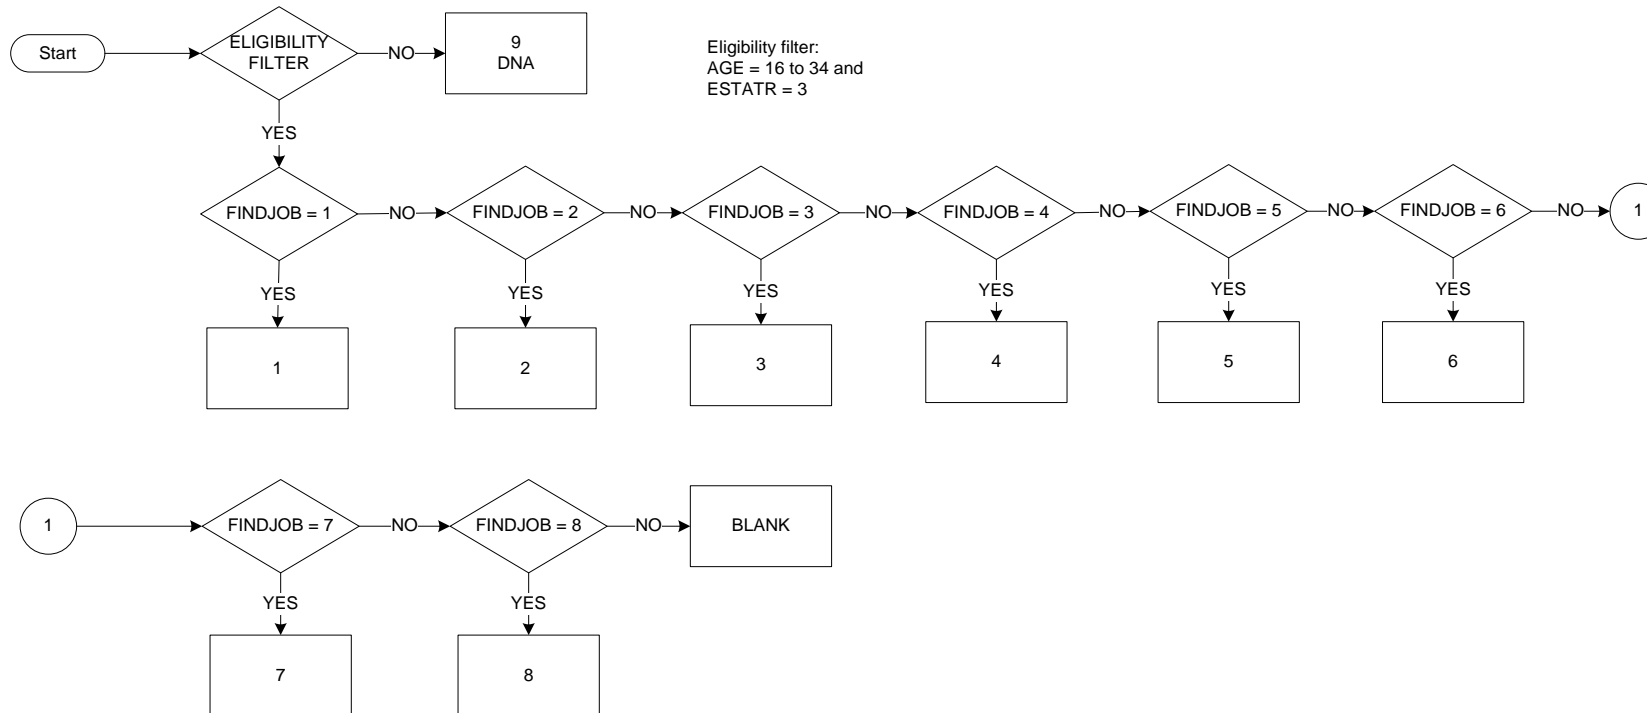 Start
ELIGIBILITY
FILTER
NO
9
DNA
Eligibility filter:
AGE = 16 to 34 and
ESTATR = 3
YES
FINDJOB = 1
NO
FINDJOB = 2
NO
FINDJOB = 3
NO
FINDJOB = 4
NO
FINDJOB = 5
NO
FINDJOB = 6
NO
1
YES
YES
YES
YES
YES
YES
1
2
3
4
5
6
1
FINDJOB = 7
NO
FINDJOB = 8
NO
BLANK
YES
YES
7
8